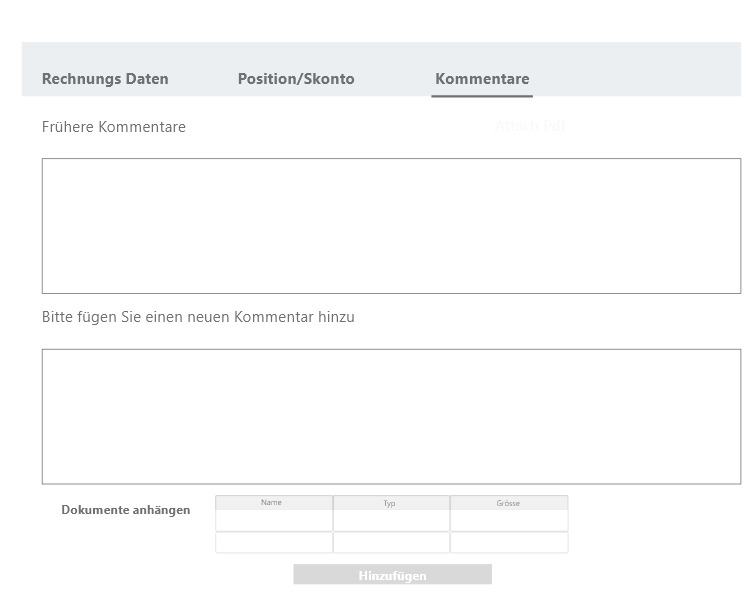 Rechnungs Daten Position/Skonto Kommentare
Frühere Kommentare Attach Pdf
Bitte fügen Sie einen neuen Kommentar hinzu
Dokumente anhängen Name Typ Grösse
Hinzufügen